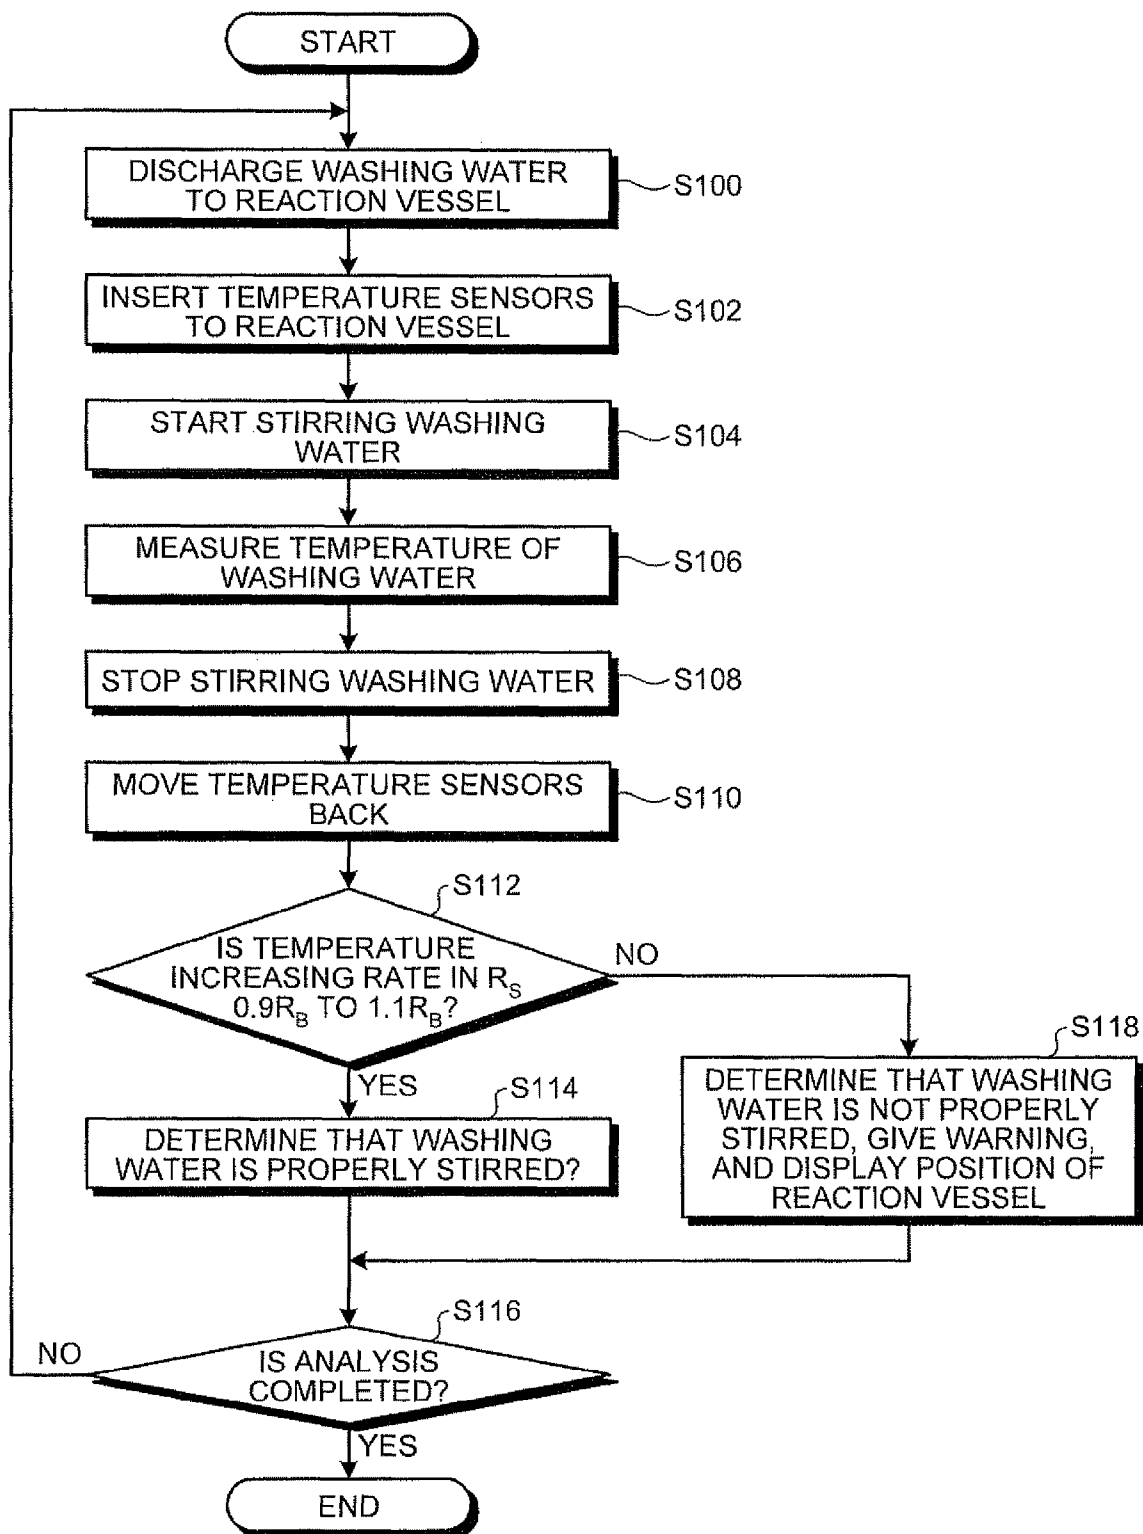 START
DISCHARGE WASHING WATER
TO REACTION VESSEL
S100
INSERT TEMPERATURE SENSORS
TO REACTION VESSEL
S102
START STIRRING WASHING
WATER
S104
MEASURE TEMPERATURE OF
WASHING WATER
S106
STOP STIRRING WASHING WATER
S108
MOVE TEMPERATURE SENSORS
BACK
S110
S112
IS TEMPERATURE
INCREASING RATE IN RS
0.9RB TO 1.1RB?
NO
YES
S114
DETERMINE THAT WASHING
WATER IS PROPERLY STIRRED?
S118
DETERMINE THAT WASHING
WATER IS NOT PROPERLY
STIRRED, GIVE WARNING,
AND DISPLAY POSITION OF
REACTION VESSEL
S116
IS ANALYSIS
COMPLETED?
NO
YES
END